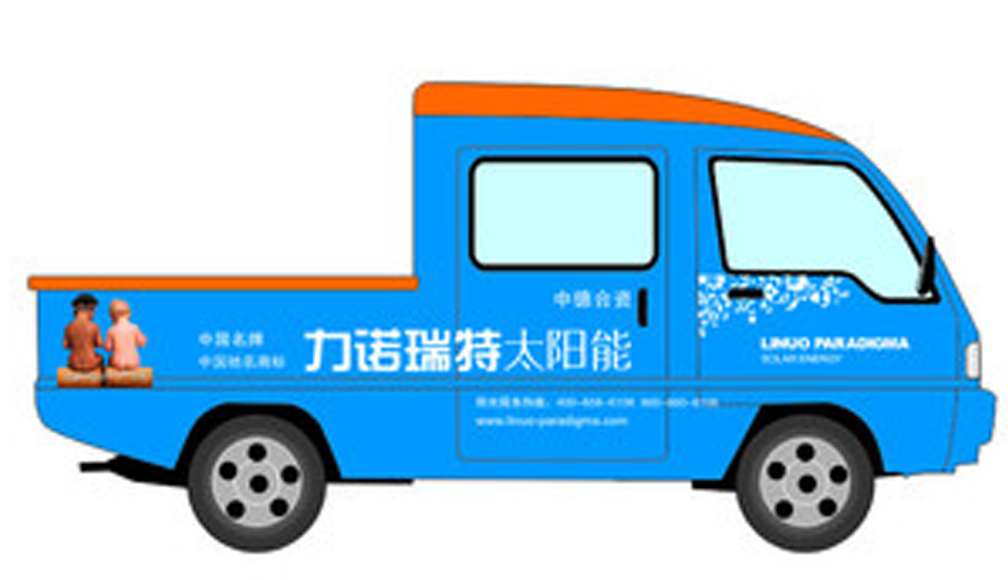 中德合资
中国名牌
中国驰名商标
力诺瑞特太阳能
LINUO PARADIGMA
SOLAR ENERGY
www.linuo-paradigma.com